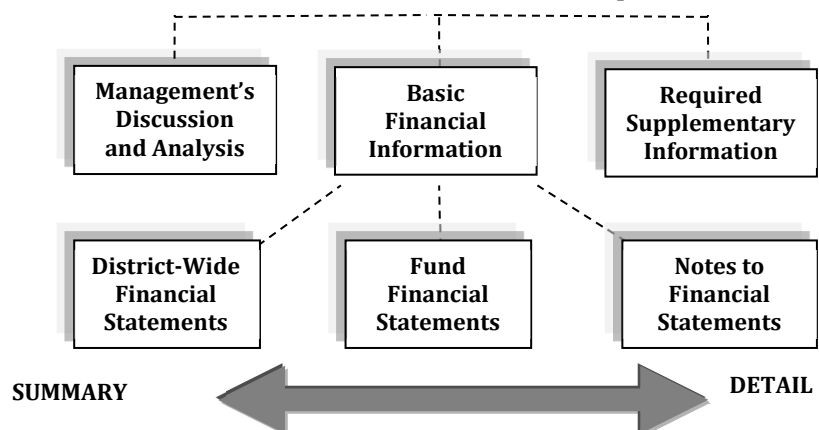 Management’s
Discussion
and Analysis
Basic
Financial
Information
Required
Supplementary
Information
District-Wide
Financial
Statements
Fund
Financial
Statements
Notes to
Financial
Statements
SUMMARY
DETAIL